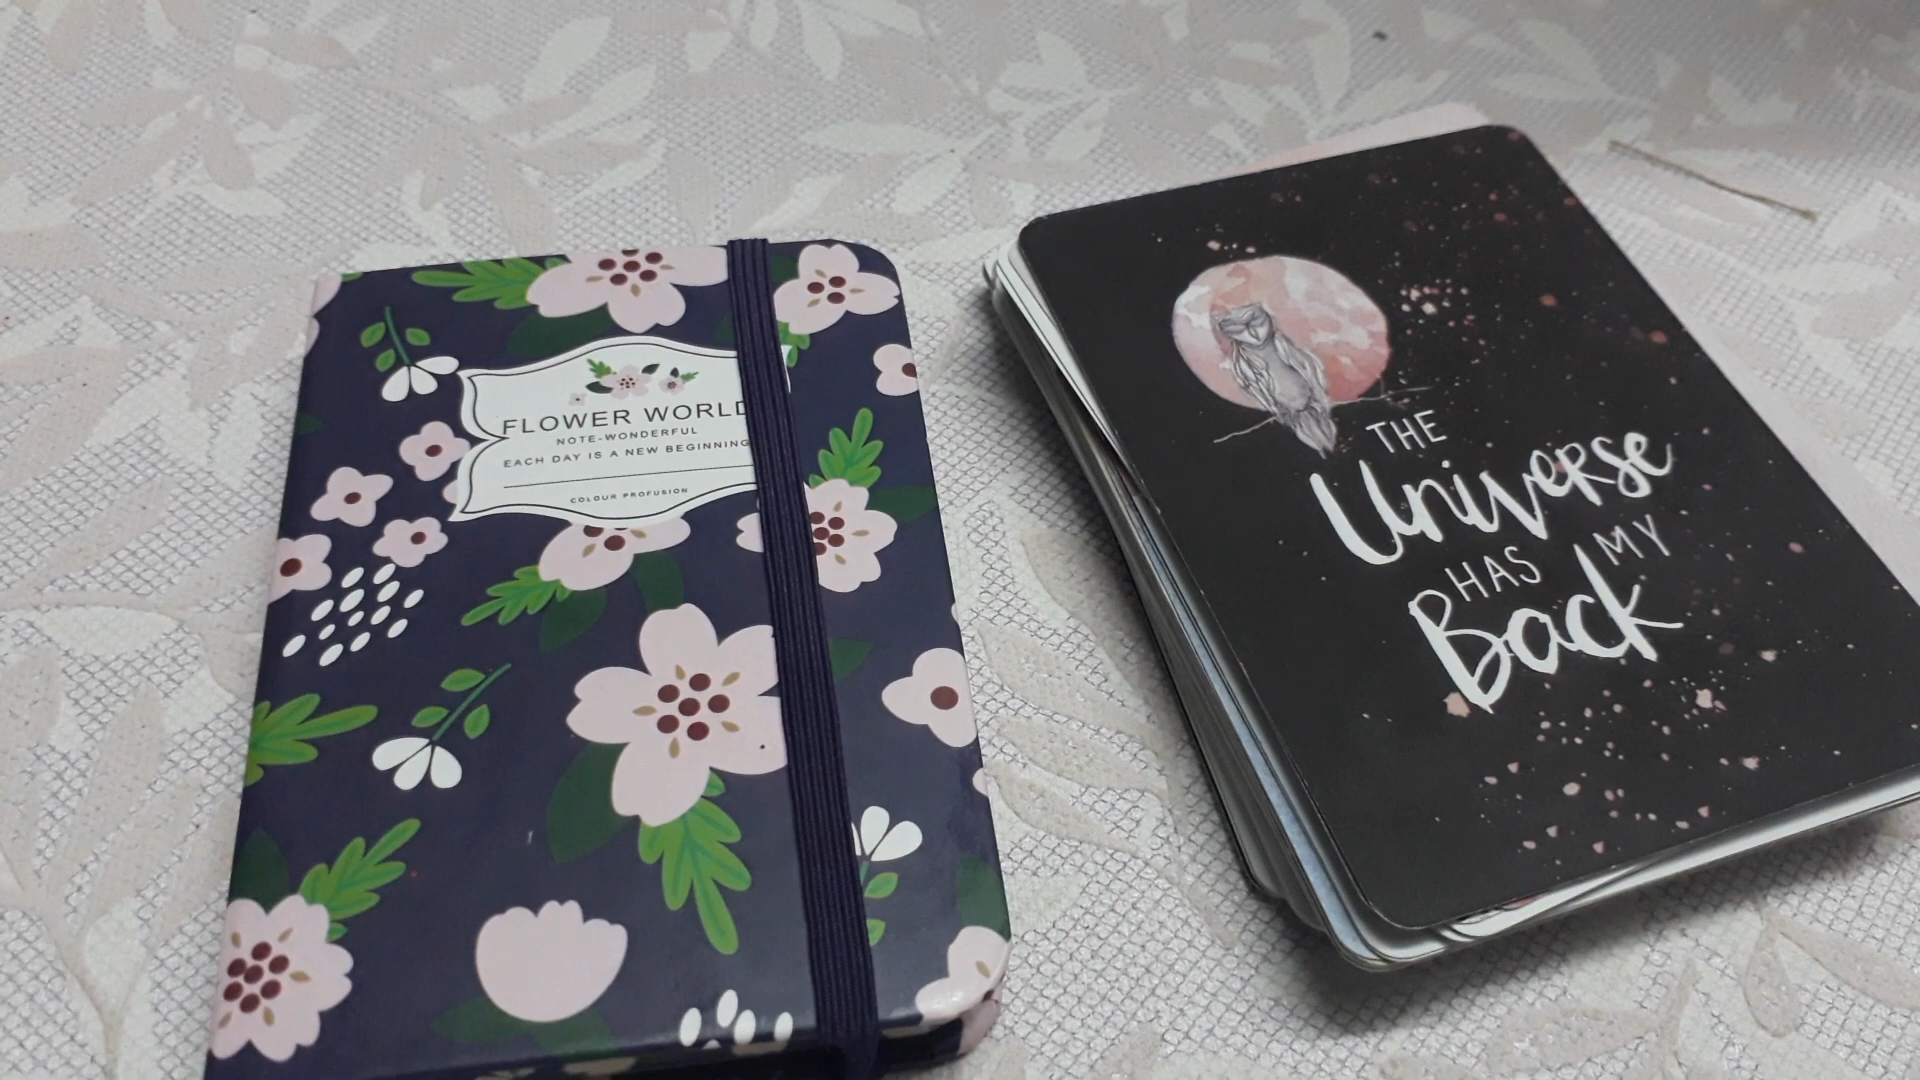 FLOWER WORLD
NOTE-WONDERFUL
EACH DAY IS A NEW BEGINNING
COLOUR PROFUSION
THE
Universe
HAS MY
Back